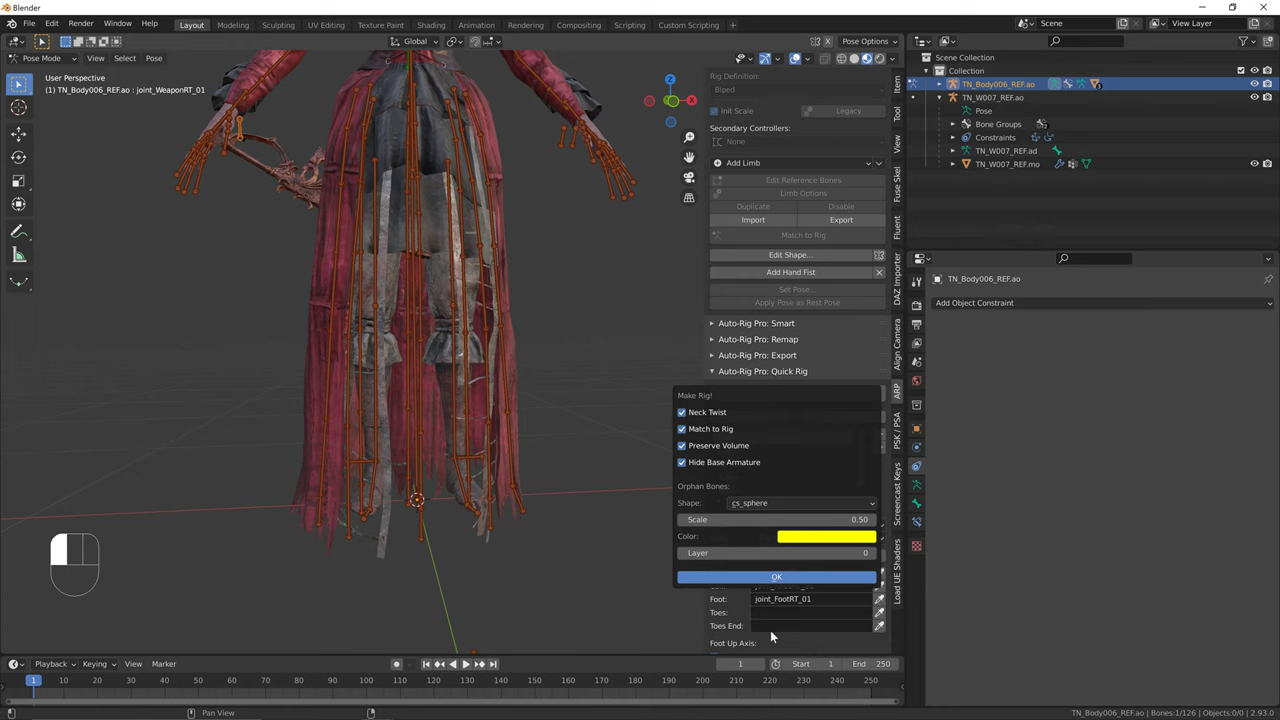 Blender
File Edit Render Window Help Layout Modeling Sculpting UV Editing Texture Paint Shading Animation Rendering Compositing Scripting Custom Scripting + Scene View Layer
Global Pose Options
Pose Mode View Select Pose
User Perspective
(1) TN_Body006_REF.ao : joint_WeaponRT_01
Scene Collection
Collection
TN_Body006_REF.ao
TN_W007_REF.ao
Pose
Bone Groups
Constraints
TN_W007_REF.ad
TN_W007_REF.mo
Rig Definition:
Biped
Init Scale Legacy
Secondary Controllers:
None
Add Limb
Edit Reference Bones
Limb Options
Duplicate Disable
Import Export
Match to Rig
Edit Shape...
Add Hand Fist
Set Pose...
Apply Pose as Rest Pose
Auto-Rig Pro: Smart
Auto-Rig Pro: Remap
Auto-Rig Pro: Export
Auto-Rig Pro: Quick Rig
Make Rig!
Neck Twist
Match to Rig
Preserve Volume
Hide Base Armature
Orphan Bones:
Shape: cs_sphere
Scale 0.50
Color:
Layer 0
OK
Foot: joint_FootRT_01
Toes:
Toes End:
Foot Up Axis:
Item
Tool
View
Fuse Skel
Fluent
DAZ Importer
Align Camera
ARP
PSK / PSA
Screencast Keys
Load UE Shaders
TN_Body006_REF.ao
Add Object Constraint
Playback Keying View Marker 1 Start 1 End 250
1 10 20 30 40 50 60 70 80 90 100 110 120 130 140 150 160 170 180 190 200 210 220 230 240 250
Pan View
TN_Body006_REF.ao | Bones:1/126 | Objects:0/0 | 2.93.0